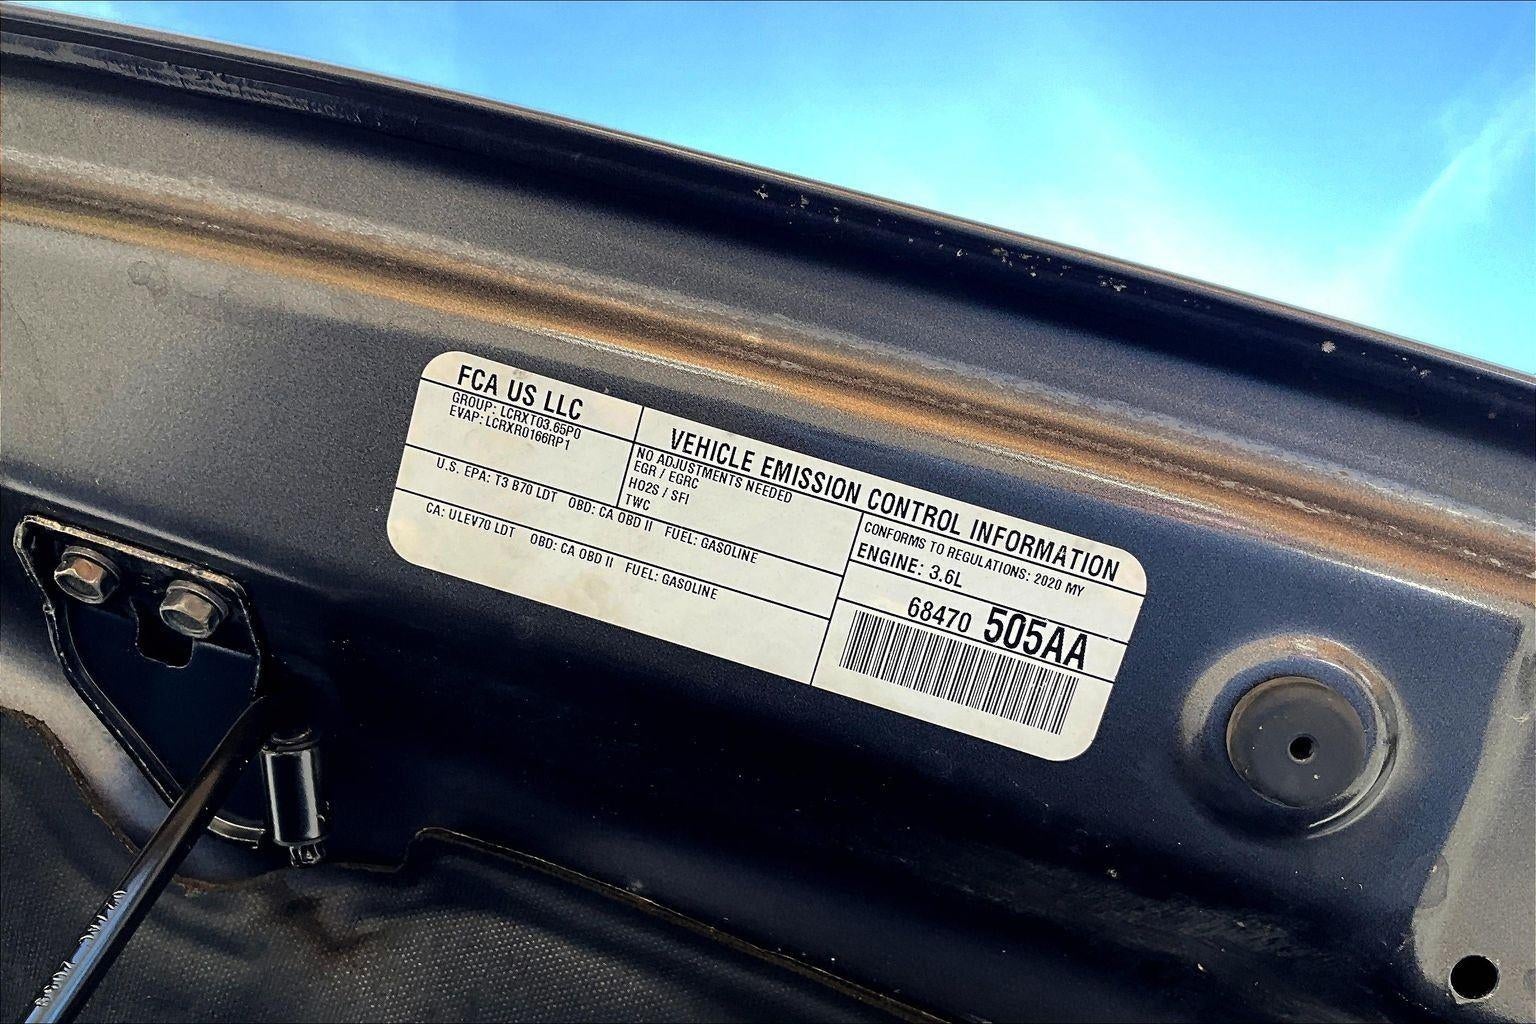 FCA US LLC
GROUP: LCRXT03.65P0
EVAP: LCRXR0166RP1
VEHICLE EMISSION CONTROL INFORMATION
NO ADJUSTMENTS NEEDED
EGR / EGRC
HO2S / SFI
TWC
CONFORMS TO REGULATIONS: 2020 MY
ENGINE: 3.6L
U.S. EPA: T3 B70 LDT OBD: CA OBD II FUEL: GASOLINE
CA: ULEV70 LDT OBD: CA OBD II FUEL: GASOLINE
68470 505AA